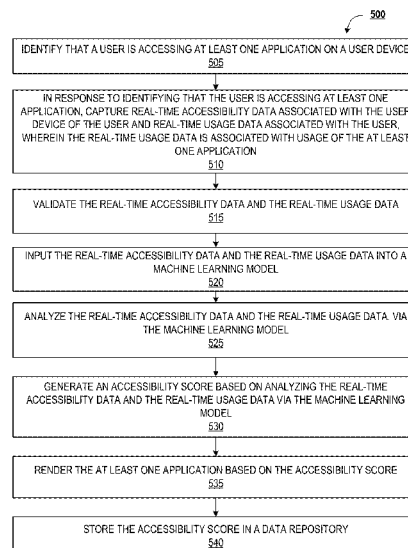 500
IDENTIFY THAT A USER IS ACCESSING AT LEAST ONE APPLICATION ON A USER DEVICE
505
IN RESPONSE TO IDENTIFYING THAT THE USER IS ACCESSING AT LEAST ONE
APPLICATION, CAPTURE REAL-TIME ACCESSIBILITY DATA ASSOCIATED WITH THE USER
DEVICE OF THE USER AND REAL-TIME USAGE DATA ASSOCIATED WITH THE USER,
WHEREIN THE REAL-TIME USAGE DATA IS ASSOCIATED WITH USAGE OF THE AT LEAST
ONE APPLICATION
510
VALIDATE THE REAL-TIME ACCESSIBILITY DATA AND THE REAL-TIME USAGE DATA
515
INPUT THE REAL-TIME ACCESSIBILITY DATA AND THE REAL-TIME USAGE DATA INTO A
MACHINE LEARNING MODEL
520
ANALYZE THE REAL-TIME ACCESSIBILITY DATA AND THE REAL-TIME USAGE DATA, VIA
THE MACHINE LEARNING MODEL
525
GENERATE AN ACCESSIBILITY SCORE BASED ON ANALYZING THE REAL-TIME
ACCESSIBILITY DATA AND THE REAL-TIME USAGE DATA VIA THE MACHINE LEARNING
MODEL
530
RENDER THE AT LEAST ONE APPLICATION BASED ON THE ACCESSIBILITY SCORE
535
STORE THE ACCESSIBILITY SCORE IN A DATA REPOSITORY
540